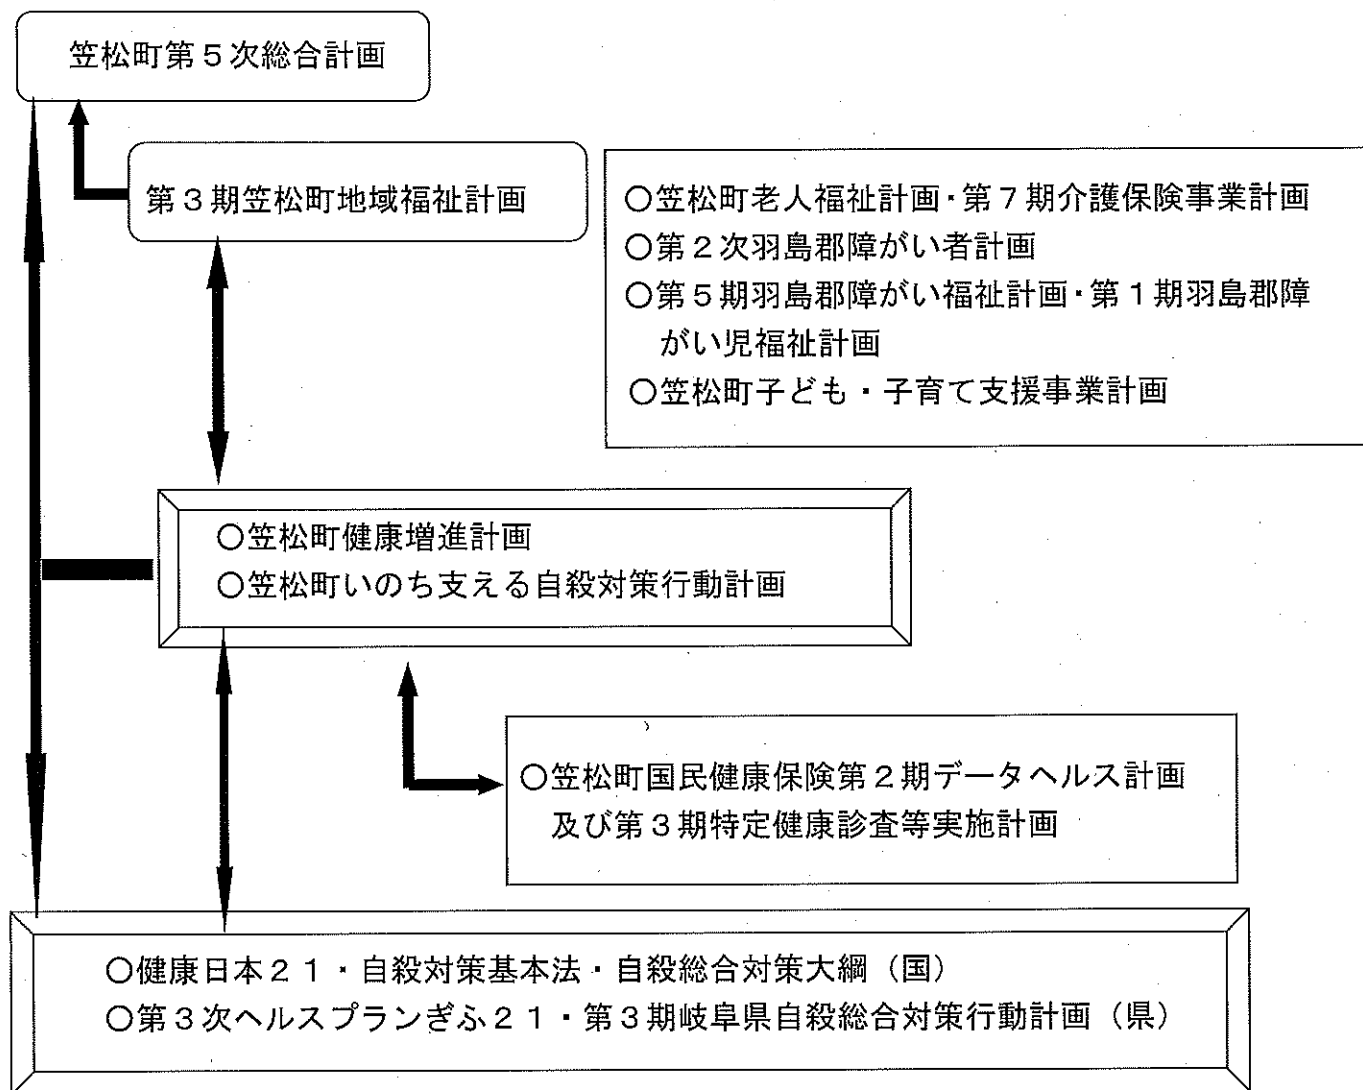 笠松町第5次総合計画
第3期笠松町地域福祉計画
○笠松町老人福祉計画・第7期介護保険事業計画
○第2次羽島郡障がい者計画
○第5期羽島郡障がい福祉計画・第1期羽島郡障
がい児福祉計画
○笠松町子ども・子育て支援事業計画
○笠松町健康増進計画
○笠松町いのち支える自殺対策行動計画
○笠松町国民健康保険第2期データヘルス計画
及び第3期特定健康診査等実施計画
○健康日本21・自殺対策基本法・自殺総合対策大綱（国）
○第3次ヘルスプランぎふ21・第3期岐阜県自殺総合対策行動計画（県）